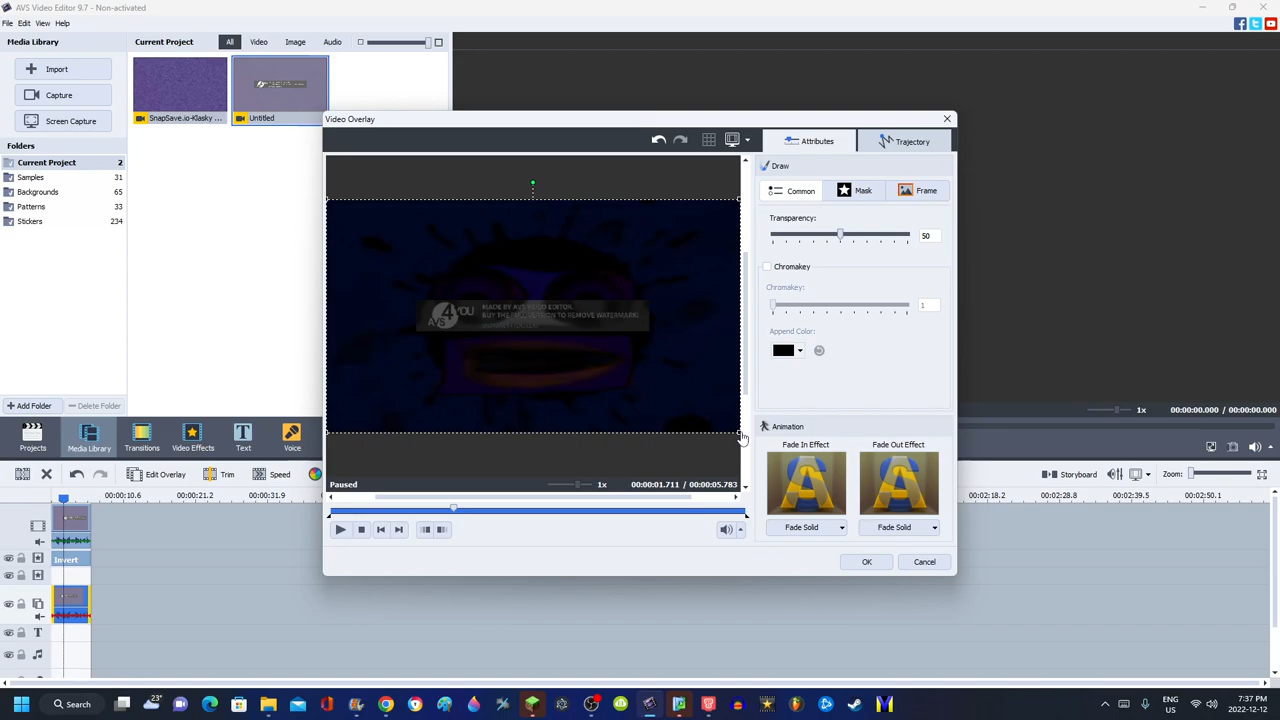 AVS Video Editor 9.7 - Non-activated
File Edit View Help
Media Library
Current Project
All
Video
Image
Audio
Import
Capture
Screen Capture
SnapSave.io-Klasky ...
Untitled
Folders
Current Project 2
Samples 31
Backgrounds 65
Patterns 33
Stickers 234
Add Folder
Delete Folder
Video Overlay
Attributes
Trajectory
Draw
Common
Mask
Frame
Transparency:
50
Chromakey
Chromakey:
1
Append Color:
AVS4YOU
MADE BY AVS VIDEO EDITOR.
BUY THE FULL VERSION TO REMOVE WATERMARK!
Animation
Fade In Effect
Fade Out Effect
Fade Solid
Fade Solid
Paused
1x
00:00:01.711 / 00:00:05.783
OK
Cancel
1x
00:00:00.000 / 00:00:00.000
Projects
Media Library
Transitions
Video Effects
Text
Voice
Edit Overlay
Trim
Speed
Storyboard
Zoom:
00:00:10.6
00:00:21.2
00:00:31.9
00:02:18.2
00:02:28.8
00:02:39.5
00:02:50.1
Invert
Search
23°
ENG
US
7:37 PM
2022-12-12